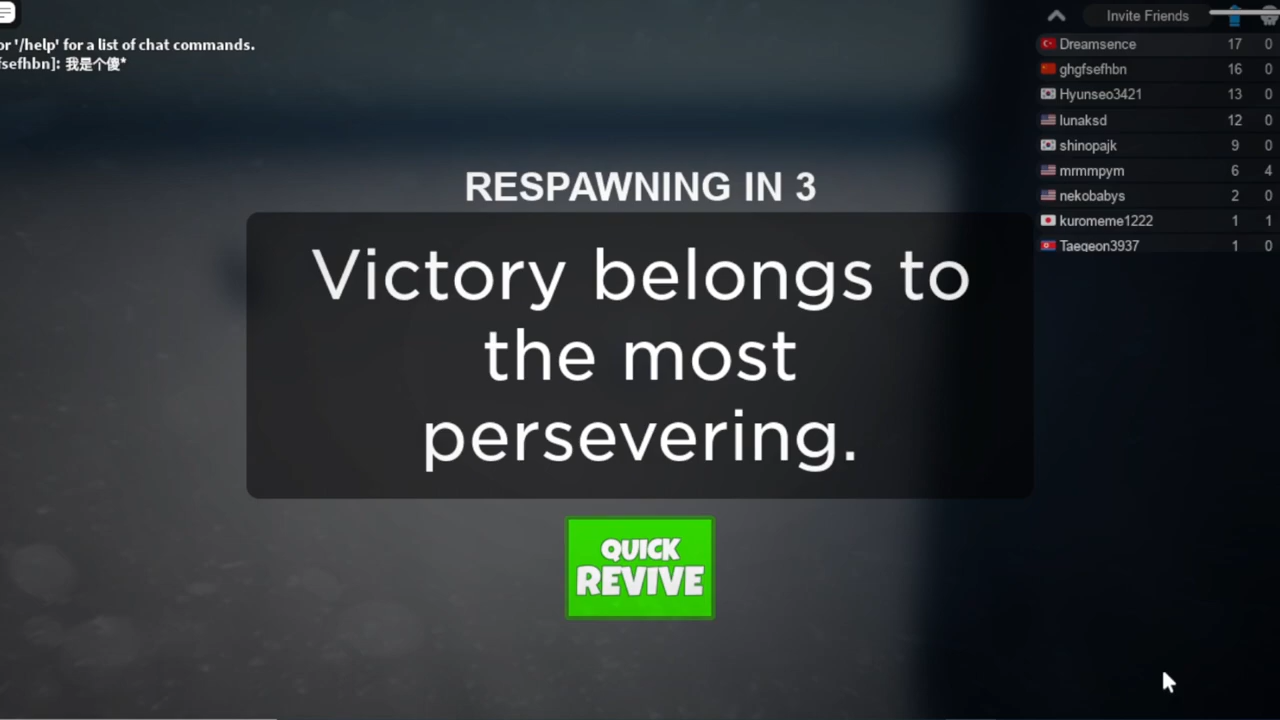 or '/help' for a list of chat commands.
fsefhbn]: 我是个傻*
Invite Friends
Dreamsence 17 0
ghgfsefhbn 16 0
Hyunseo3421 13 0
lunaksd 12 0
shinopajk 9 0
mrmmpym 6 4
nekobabys 2 0
kuromeme1222 1 1
Taegeon3937 1 0
RESPAWNING IN 3
Victory belongs to
the most
persevering.
QUICK
REVIVE